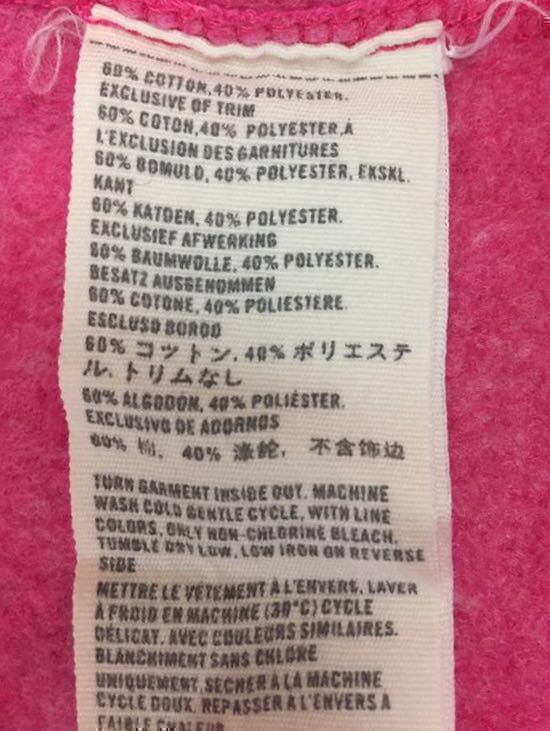 60% COTTON, 40% POLYESTER.
EXCLUSIVE OF TRIM
60% COTON, 40% POLYESTER, À
L'EXCLUSION DES GARNITURES
60% BOMULD, 40% POLYESTER, EKSKL.
KANT
60% KATOEN, 40% POLYESTER.
EXCLUSIEF AFWERKING
60% BAUMWOLLE, 40% POLYESTER.
BESATZ AUSGENOMMEN
60% COTONE, 40% POLIESTERE.
ESCLUSO BORDO
60% コットン, 40% ポリエステ
ル. トリムなし
60% ALGODÓN, 40% POLIÉSTER.
EXCLUSIVO DE ADORNOS
60% 棉, 40% 涤纶, 不含饰边
TURN GARMENT INSIDE OUT. MACHINE
WASH COLD GENTLE CYCLE, WITH LINE
COLORS, ONLY NON-CHLORINE BLEACH,
TUMBLE DRY LOW, LOW IRON ON REVERSE
SIDE
METTRE LE VÊTEMENT À L'ENVERS, LAVER
À FROID EN MACHINE (30°C) CYCLE
DÉLICAT. AVEC COULEURS SIMILAIRES.
BLANCHIMENT SANS CHLORE
UNIQUEMENT, SÉCHER À LA MACHINE
CYCLE DOUX. REPASSER À L'ENVERS À
FAIBLE CHALEUR